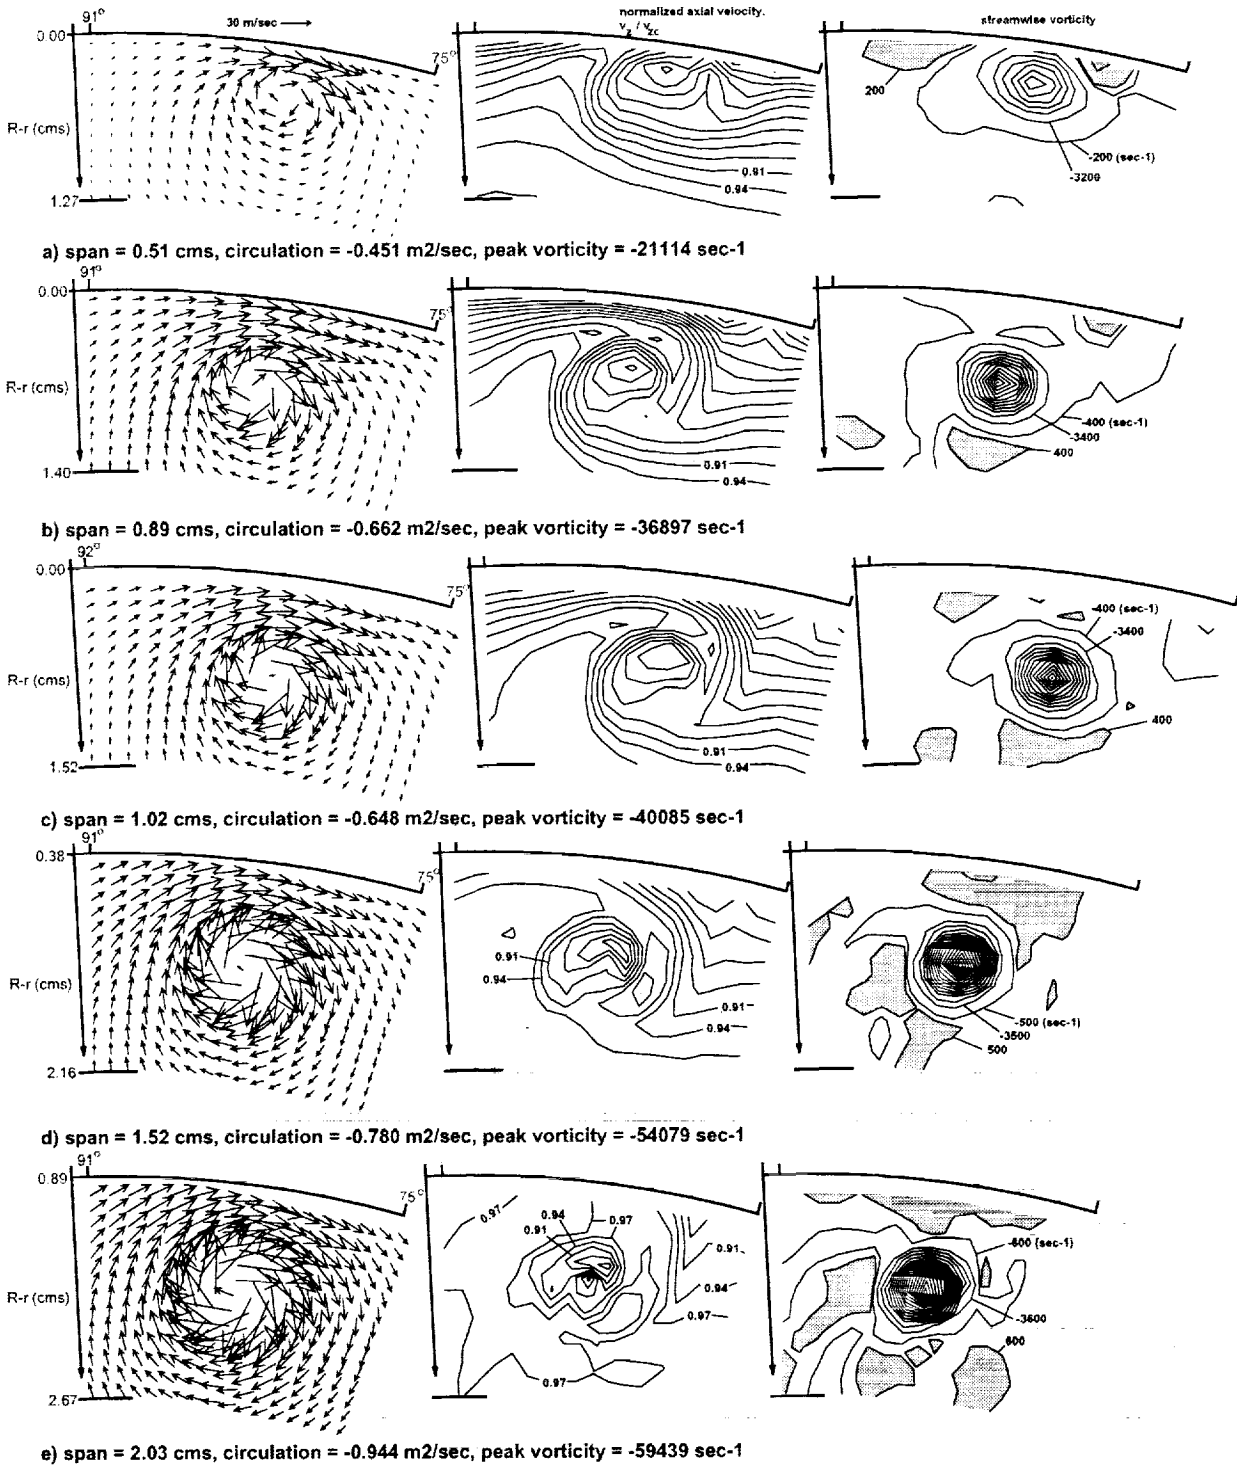 91° 30 m/sec normalized axial velocity. streamwise vorticity
v_z / v_zc
0.00
75°
200
R-r (cms)
-200 (sec-1)
0.91
-3200
0.94
1.27
a) span = 0.51 cms, circulation = -0.451 m2/sec, peak vorticity = -21114 sec-1
91°
0.00
75°
R-r (cms)
-400 (sec-1)
-3400
400
0.91
0.94
1.40
b) span = 0.89 cms, circulation = -0.662 m2/sec, peak vorticity = -36897 sec-1
92°
0.00
75°
-400 (sec-1)
-3400
R-r (cms)
400
0.91
0.94
1.52
c) span = 1.02 cms, circulation = -0.648 m2/sec, peak vorticity = -40085 sec-1
91°
0.38
75°
0.91
0.94
R-r (cms)
0.91
0.94
-500 (sec-1)
-3500
500
2.16
d) span = 1.52 cms, circulation = -0.780 m2/sec, peak vorticity = -54079 sec-1
91°
0.89
75°
0.97
0.94
0.97
0.91
0.91
-600 (sec-1)
R-r (cms)
0.94
0.97
-3600
600
0.97
2.67
e) span = 2.03 cms, circulation = -0.944 m2/sec, peak vorticity = -59439 sec-1